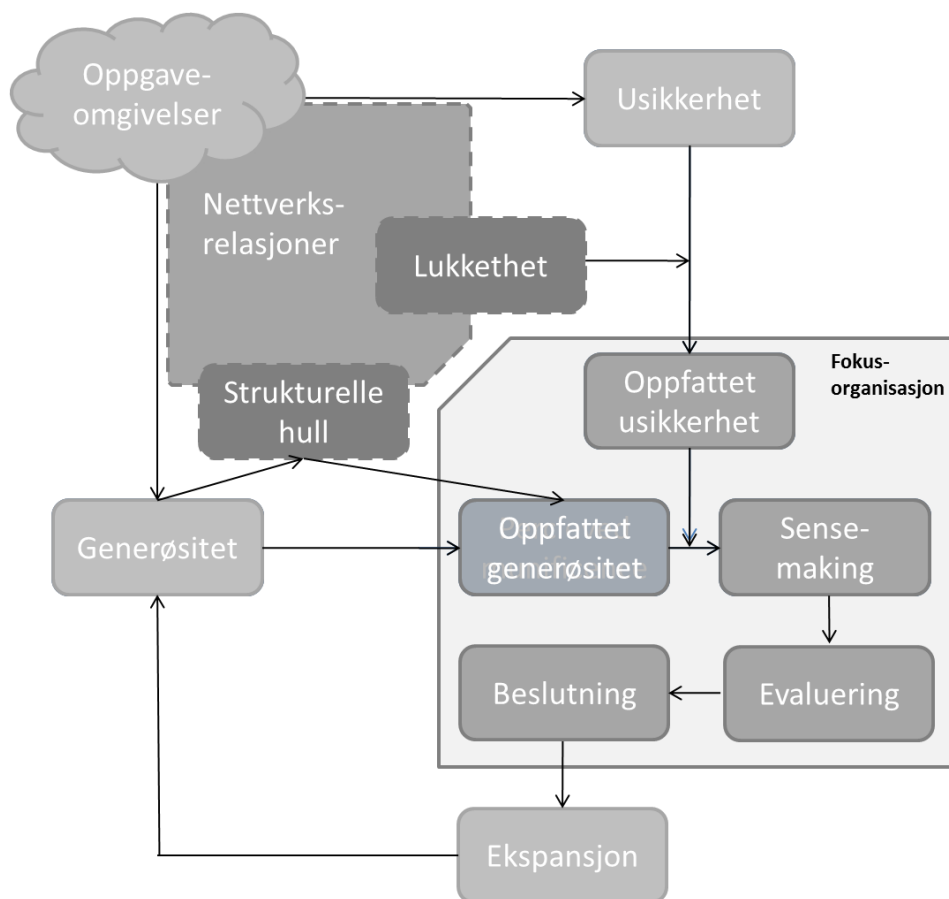 Oppgave-
omgivelser
Usikkerhet
Nettverks-
relasjoner
Lukkethet
Fokus-
organisasjon
Oppfattet
usikkerhet
Strukturelle
hull
Generøsitet
Oppfattet
generøsitet
Sense-
making
Beslutning
Evaluering
Ekspansjon